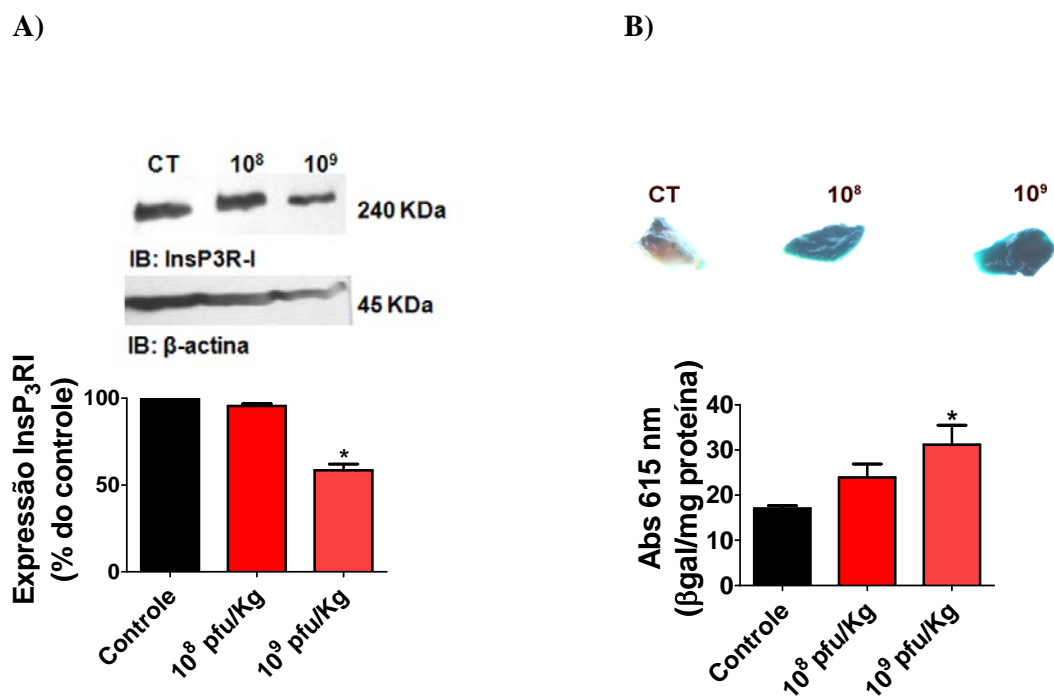 A)
CT 10⁸ 10⁹
240 KDa
IB: InsP3R-I
45 KDa
IB: β-actina
Expressão InsP₃RI
(% do controle)
100
50
0
*
Controle
10⁸ pfu/Kg
10⁹ pfu/Kg
B)
CT 10⁸ 10⁹
Abs 615 nm
(βgal/mg proteína)
40
30
20
10
0
*
Controle
10⁸ pfu/Kg
10⁹ pfu/Kg